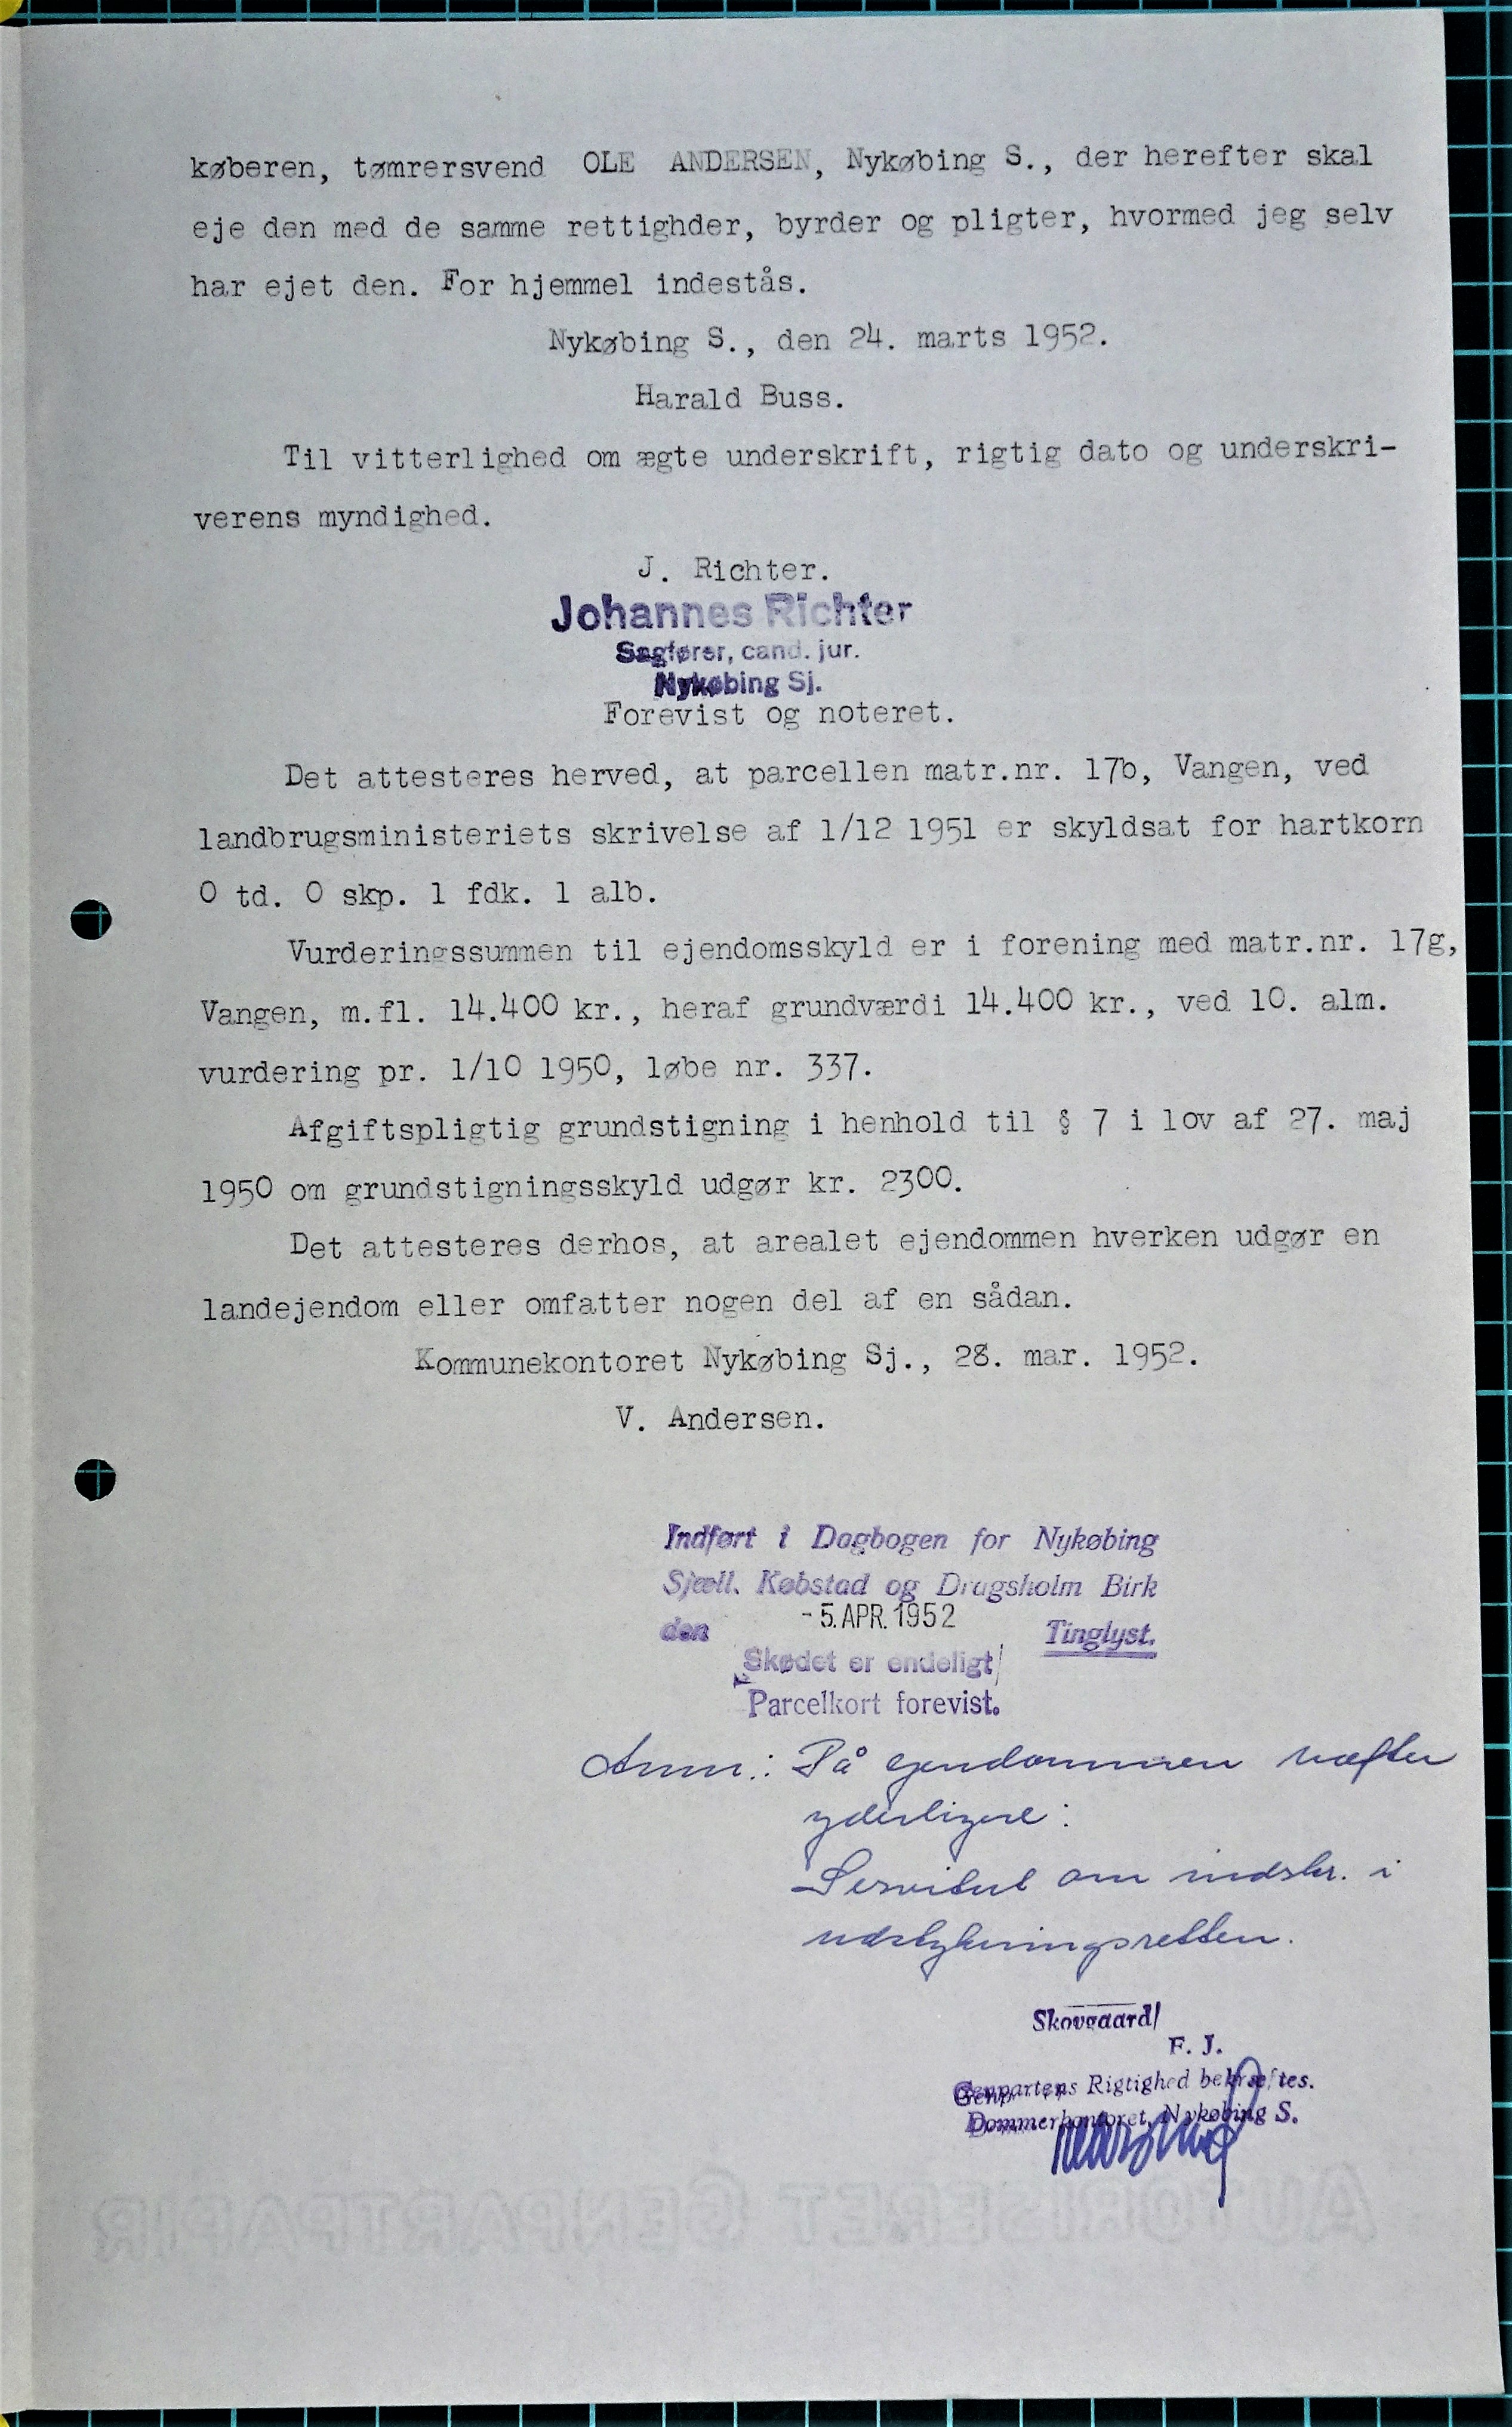 køberen, tømrersvend OLE ANDERSEN, Nykøbing S., der herefter skal
eje den med de samme rettighder, byrder og pligter, hvormed jeg selv
har ejet den. For hjemmel indestås.
Nykøbing S., den 24. marts 1952.
Harald Buss.
Til vitterlighed om ægte underskrift, rigtig dato og underskri-
verens myndighed.
J. Richter.
Johannes Richter
Sagfører, cand. jur.
Nykøbing Sj.
Forevist og noteret.
Det attesteres herved, at parcellen matr.nr. 17b, Vangen, ved
landbrugsministeriets skrivelse af 1/12 1951 er skyldsat for hartkorn
0 td. 0 skp. 1 fdk. 1 alb.
Vurderingssummen til ejendomsskyld er i forening med matr.nr. 17g,
Vangen, m.fl. 14.400 kr., heraf grundværdi 14.400 kr., ved 10. alm.
vurdering pr. 1/10 1950, løbe nr. 337.
Afgiftspligtig grundstigning i henhold til § 7 i lov af 27. maj
1950 om grundstigningsskyld udgør kr. 2300.
Det attesteres derhos, at arealet ejendommen hverken udgør en
landejendom eller omfatter nogen del af en sådan.
Kommunekontoret Nykøbing Sj., 28. mar. 1952.
V. Andersen.
Indført i Dagbogen for Nykøbing
Sjæll. Købstad og Dragsholm Birk
den - 5. APR. 1952 Tinglyst.
Skødet er endeligt
Parcelkort forevist.
Anm.: På ejendommen hæfter
yderligere:
Servitut om indskr. i
udstykningsretten.
Skovgaard
F. J.
Genpartens Rigtighed bekræftes.
Dommerkontoret, Nykøbing S.
AUTORISERET GENPARTPAPIR